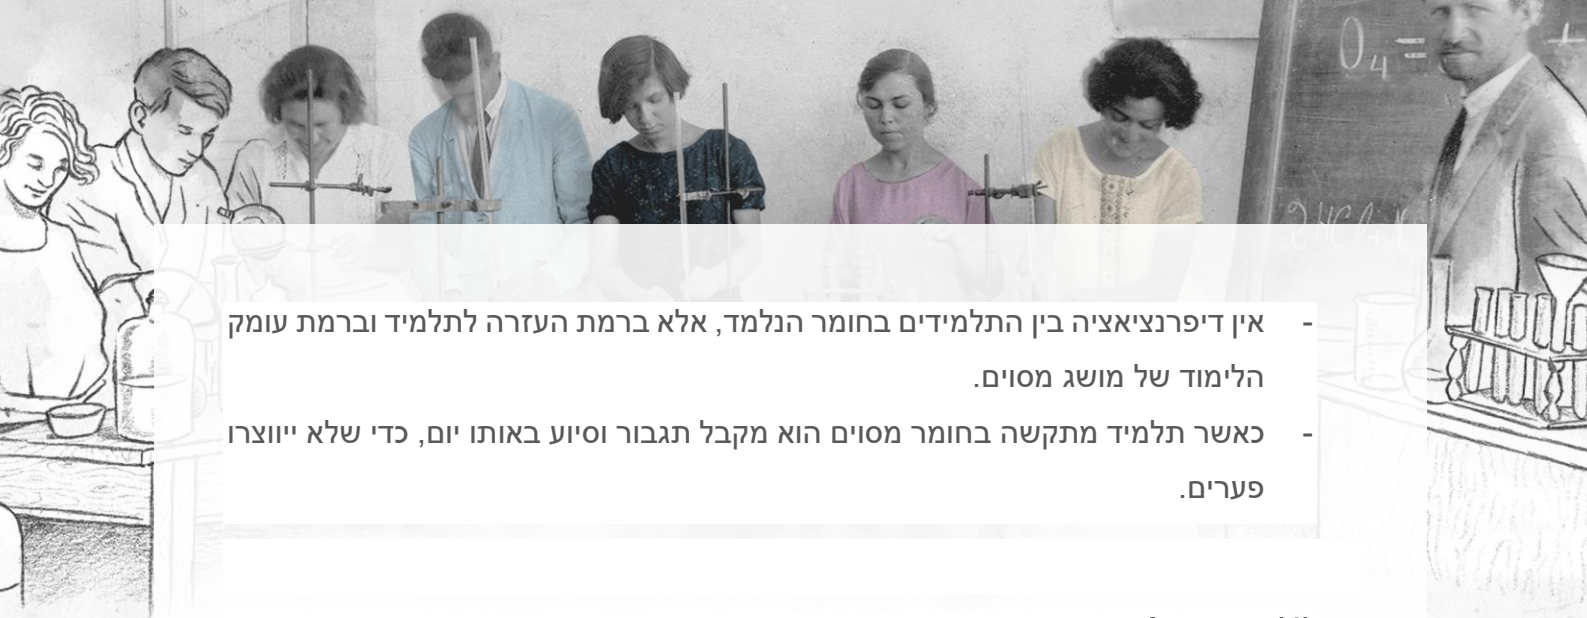 - אין דיפרנציאציה בין התלמידים בחומר הנלמד, אלא ברמת העזרה לתלמיד וברמת עומק
הלימוד של מושג מסוים.
- כאשר תלמיד מתקשה בחומר מסוים הוא מקבל תגבור וסיוע באותו יום, כדי שלא ייווצרו
פערים.